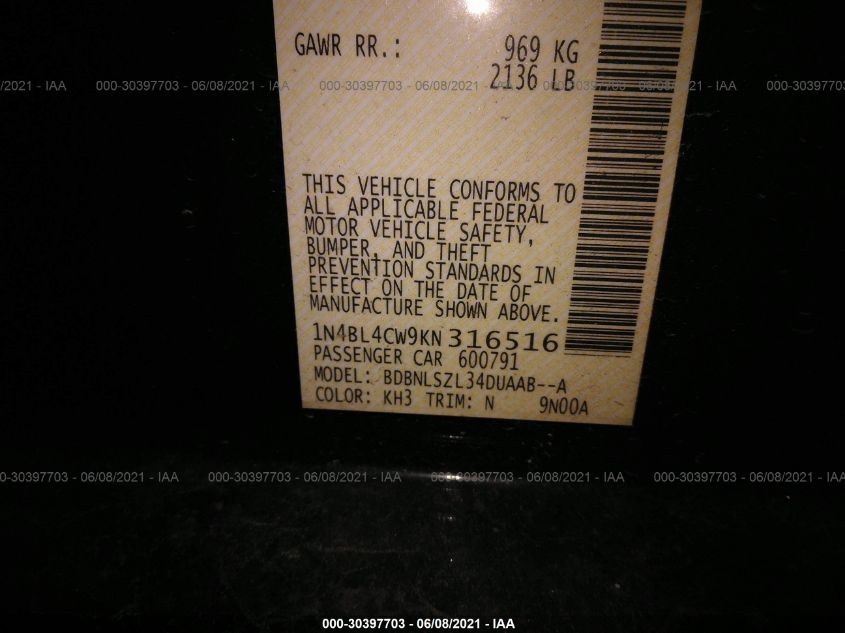 GAWR RR.: 969 KG
2136 LB
/2021 - IAA 000-30397703 - 06/08/2021 - IAA 000-30397703 - 06/08/2021 - IAA 000-30397703 - 06/08/2021 - IAA 000-
THIS VEHICLE CONFORMS TO
ALL APPLICABLE FEDERAL
MOTOR VEHICLE SAFETY,
BUMPER, AND THEFT
PREVENTION STANDARDS IN
EFFECT ON THE DATE OF
MANUFACTURE SHOWN ABOVE.
1N4BL4CW9KN 316516
PASSENGER CAR 600791
MODEL: BDBNLSZL34DUAAB--A
COLOR: KH3 TRIM: N 9N00A
0-30397703 - 06/08/2021 - IAA 000-30397703 - 06/08/2021 - IAA 000-30397703 - 06/08/2021 - IAA 000-30397703 - 06/08/2021 - IAA
000-30397703 - 06/08/2021 - IAA